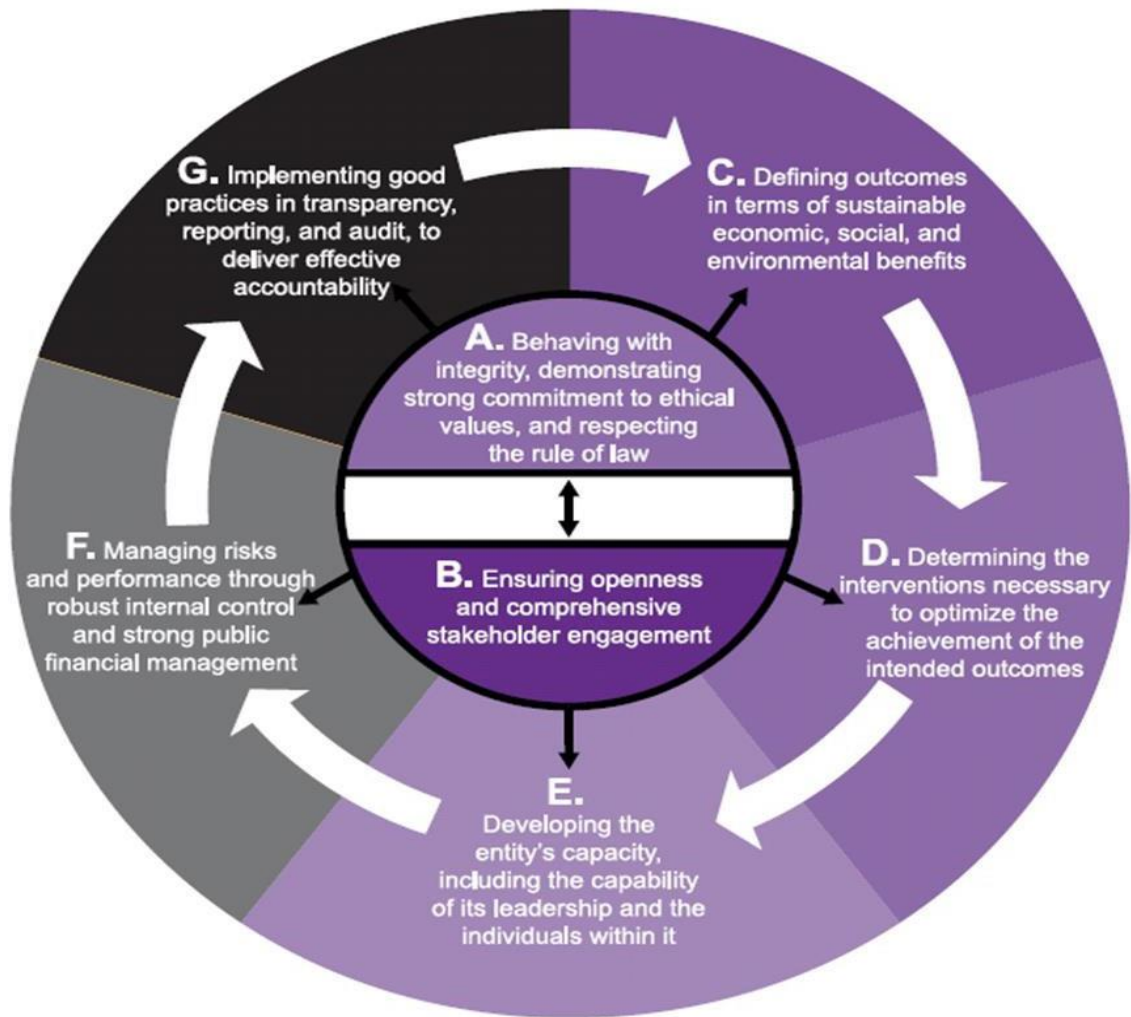 A. Behaving with
integrity, demonstrating
strong commitment to ethical
values, and respecting
the rule of law
B. Ensuring openness
and comprehensive
stakeholder engagement
C. Defining outcomes
in terms of sustainable
economic, social, and
environmental benefits
D. Determining the
interventions necessary
to optimize the
achievement of the
intended outcomes
E.
Developing the
entity's capacity,
including the capability
of its leadership and the
individuals within it
F. Managing risks
and performance through
robust internal control
and strong public
financial management
G. Implementing good
practices in transparency,
reporting, and audit, to
deliver effective
accountability